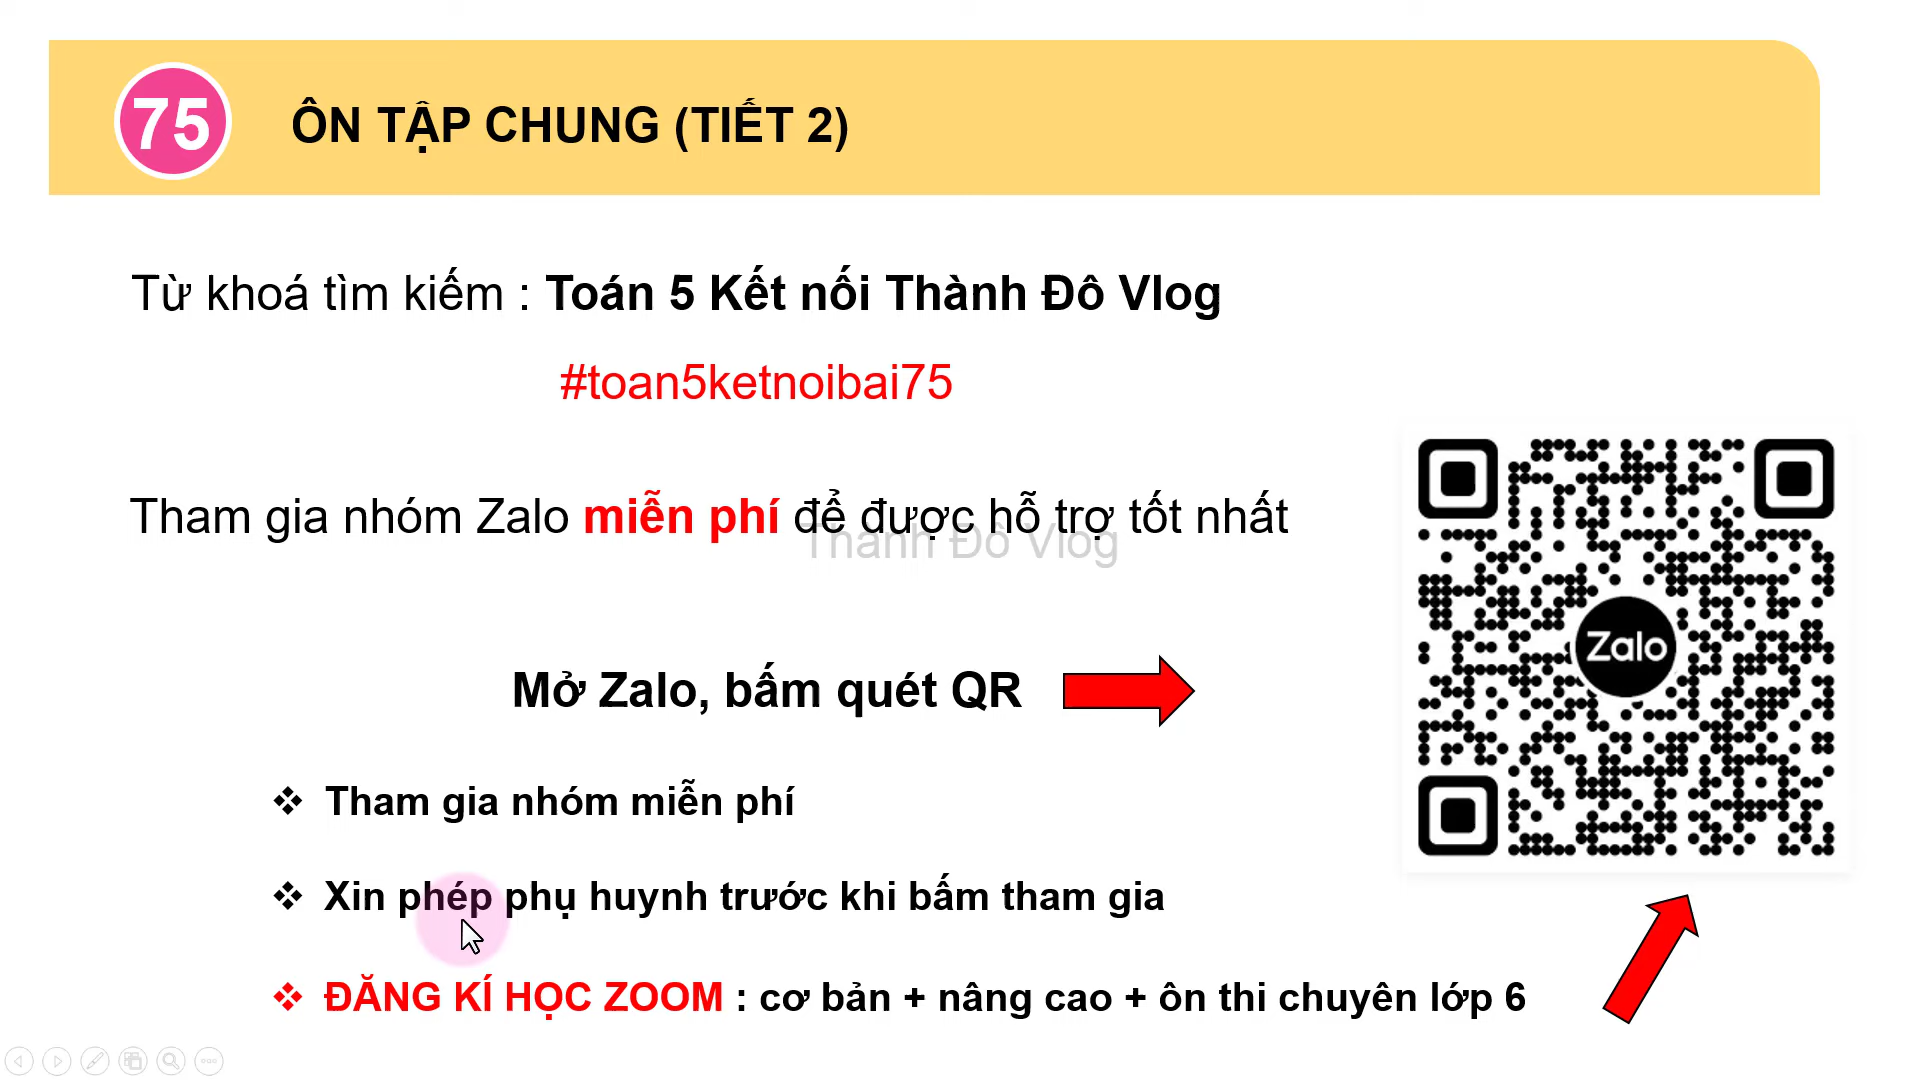 75
ÔN TẬP CHUNG (TIẾT 2)
Từ khoá tìm kiếm : Toán 5 Kết nối Thành Đô Vlog
#toan5ketnoibai75
Tham gia nhóm Zalo miễn phí để được hỗ trợ tốt nhất
Thành Đô Vlog
Mở Zalo, bấm quét QR
Zalo
❖ Tham gia nhóm miễn phí
❖ Xin phép phụ huynh trước khi bấm tham gia
❖ ĐĂNG KÍ HỌC ZOOM : cơ bản + nâng cao + ôn thi chuyên lớp 6